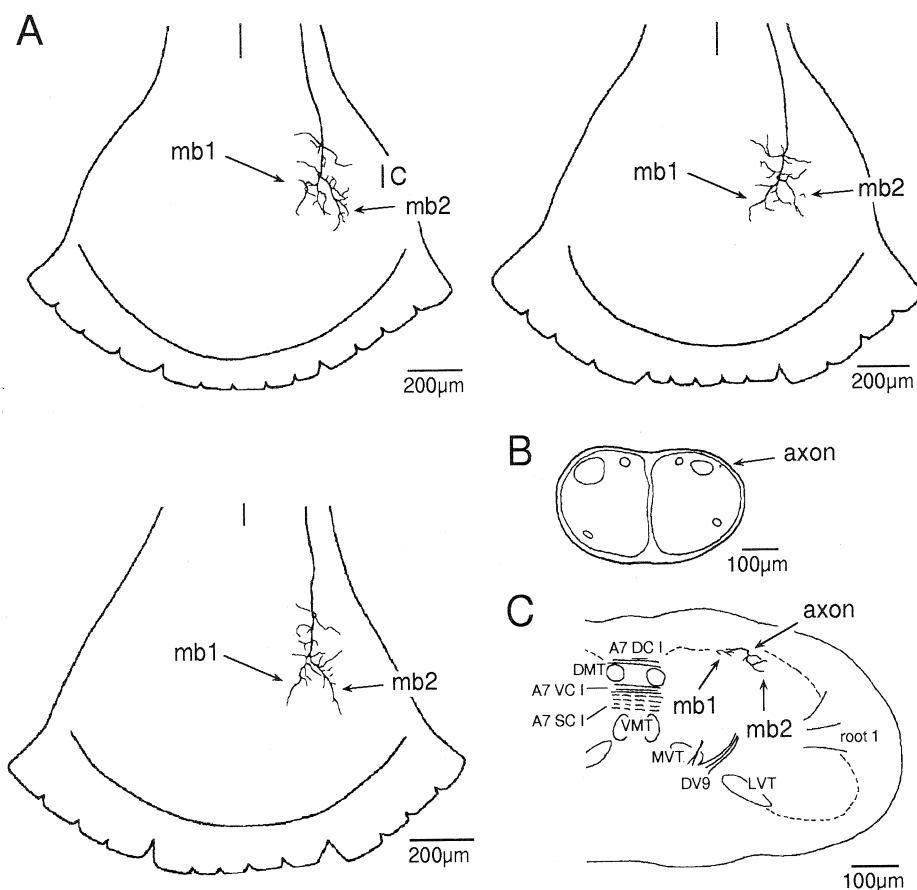 A
mb1
C
mb2
200µm
mb1
mb2
200µm
mb1
mb2
200µm
B
axon
100µm
C
axon
A7 DC I
DMT
A7 VC I
A7 SC I
VMT
mb1
mb2
root 1
MVT
DV9
LVT
100µm